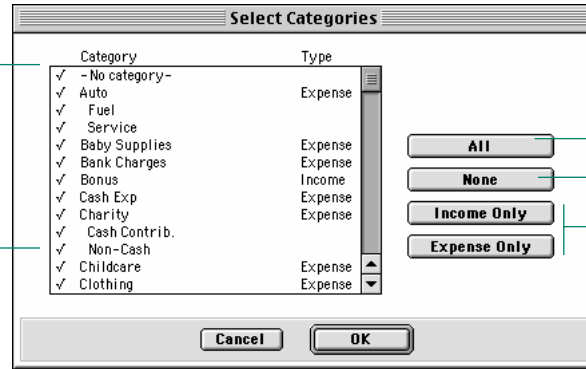 Select Categories
Category Type
✓ -No category-
✓ Auto Expense
✓ Fuel
✓ Service
✓ Baby Supplies Expense
✓ Bank Charges Expense
✓ Bonus Income
✓ Cash Exp Expense
✓ Charity Expense
✓ Cash Contrib.
✓ Non-Cash
✓ Childcare Expense
✓ Clothing Expense
All
None
Income Only
Expense Only
Cancel OK